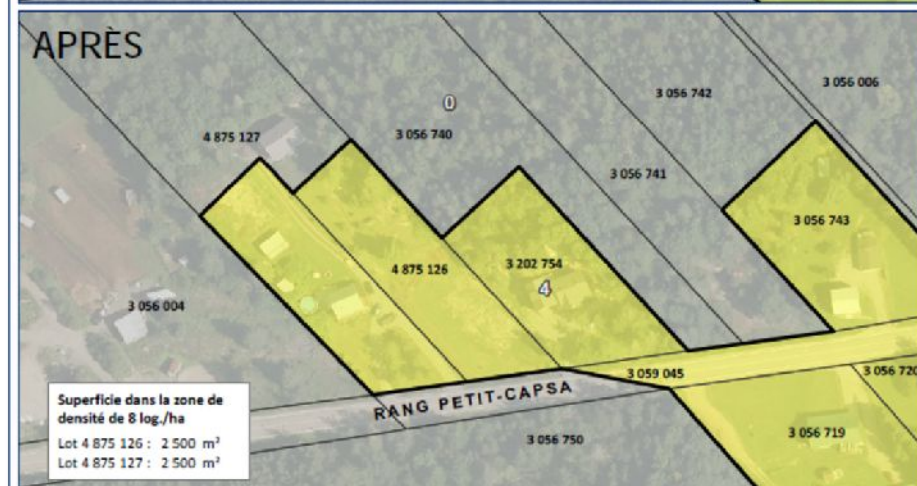 APRÈS
3 056 006
3 056 742
0
4 875 127
3 056 740
3 056 741
3 056 743
4 875 126
3 202 754
4
3 056 004
3 059 045
3 056 720
RANG PETIT-CAPSA
3 056 719
3 056 750
Superficie dans la zone de
densité de 8 log./ha
Lot 4 875 126 : 2 500 m²
Lot 4 875 127 : 2 500 m²